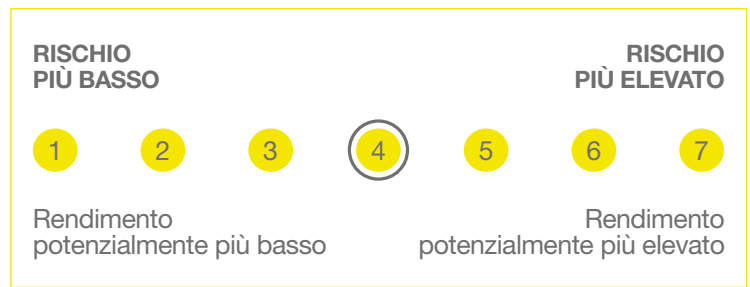 RISCHIO
PIÙ BASSO
RISCHIO
PIÙ ELEVATO
1 2 3 4 5 6 7
Rendimento
potenzialmente più basso
Rendimento
potenzialmente più elevato